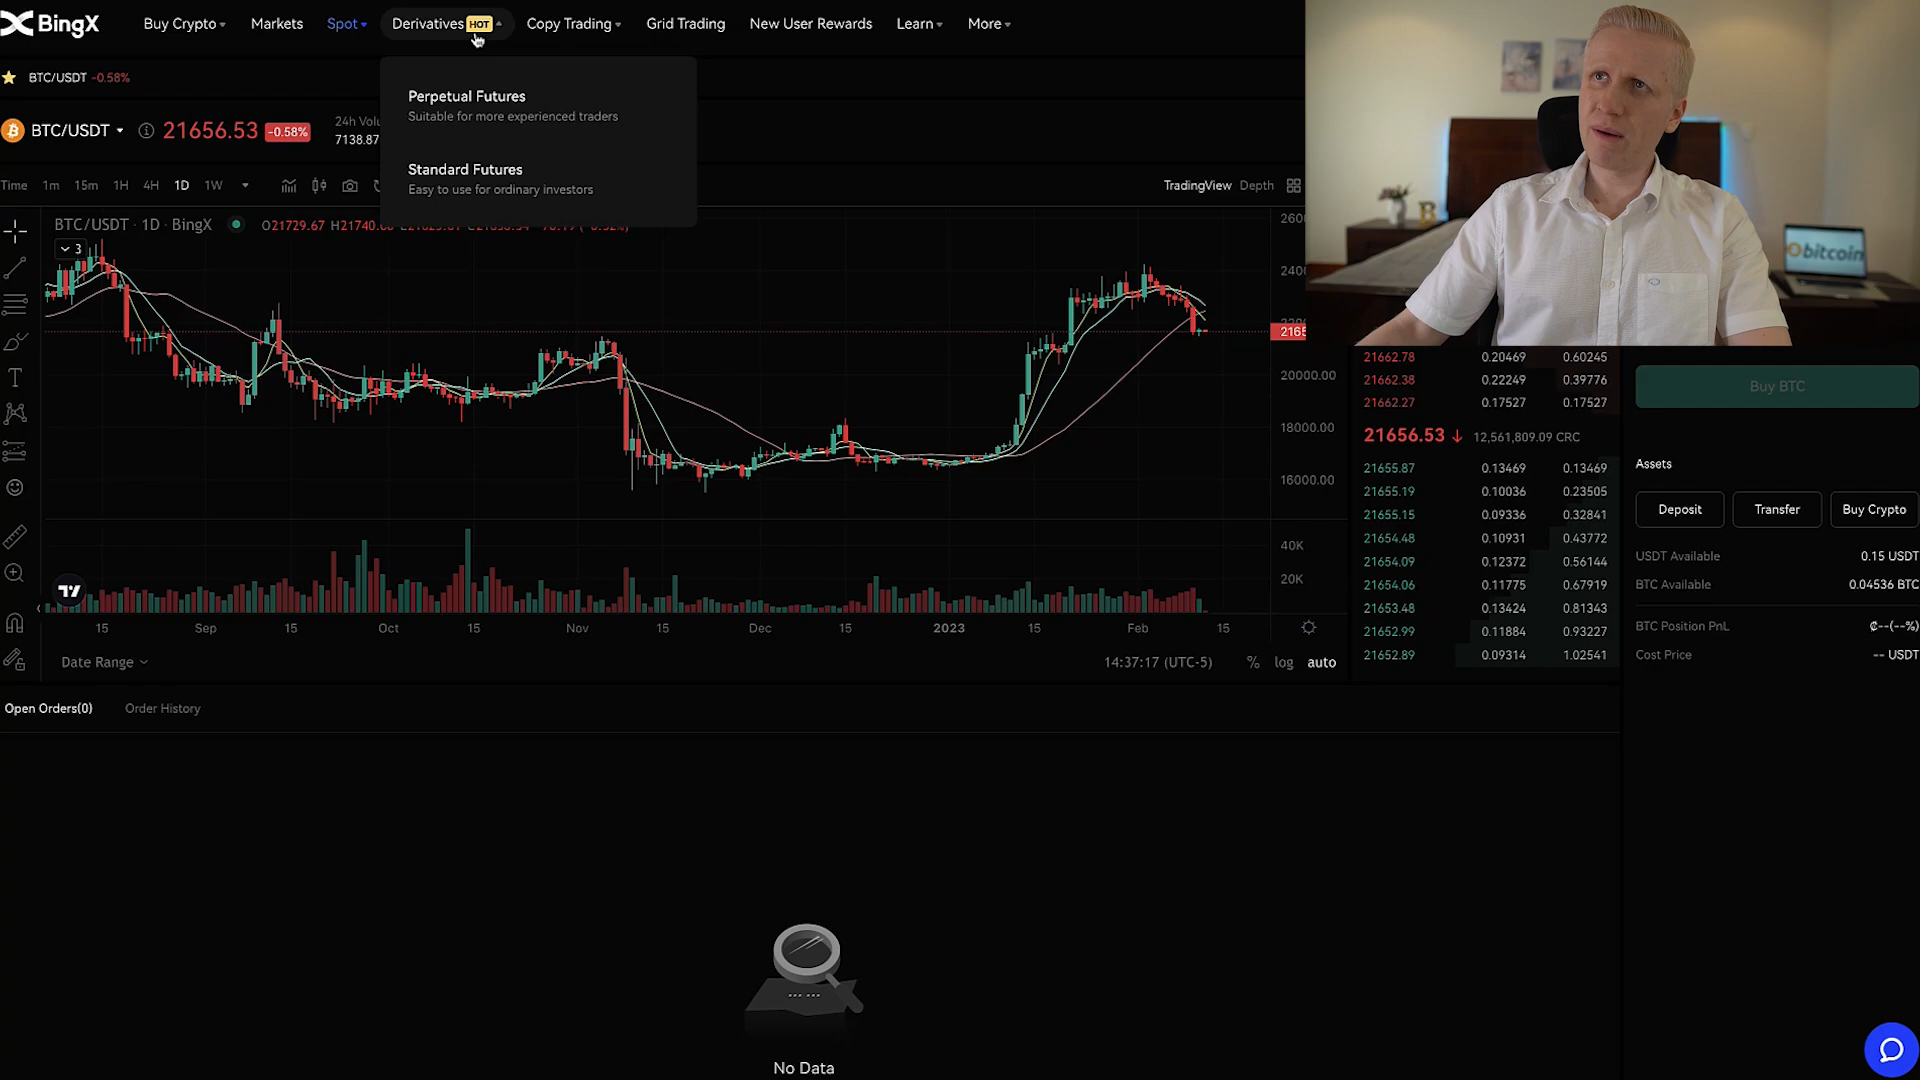 BingX
Buy Crypto
Markets
Spot
Derivatives HOT
Copy Trading
Grid Trading
New User Rewards
Learn
More
BTC/USDT -0.58%
Perpetual Futures
Suitable for more experienced traders
Standard Futures
Easy to use for ordinary investors
BTC/USDT
21656.53 -0.58%
24h Volu
7138.87
Time 1m 15m 1H 4H 1D 1W
TradingView Depth
BTC/USDT · 1D · BingX
O21729.67
3
2600
2400
2165
20000.00
18000.00
16000.00
40K
20K
15 Sep 15 Oct 15 Nov 15 Dec 15 2023 15 Feb 15
Date Range
14:37:17 (UTC-5) % log auto
bitcoin
21662.78 0.20469 0.60245
21662.38 0.22249 0.39776
21662.27 0.17527 0.17527
21656.53 ↓ 12,561,809.09 CRC
21655.87 0.13469 0.13469
21655.19 0.10036 0.23505
21655.15 0.09336 0.32841
21654.48 0.10931 0.43772
21654.09 0.12372 0.56144
21654.06 0.11775 0.67919
21653.48 0.13424 0.81343
21652.99 0.11884 0.93227
21652.89 0.09314 1.02541
Buy BTC
Assets
Deposit
Transfer
Buy Crypto
USDT Available 0.15 USDT
BTC Available 0.04536 BTC
BTC Position PnL ₡--(--%)
Cost Price -- USDT
Open Orders(0)
Order History
No Data